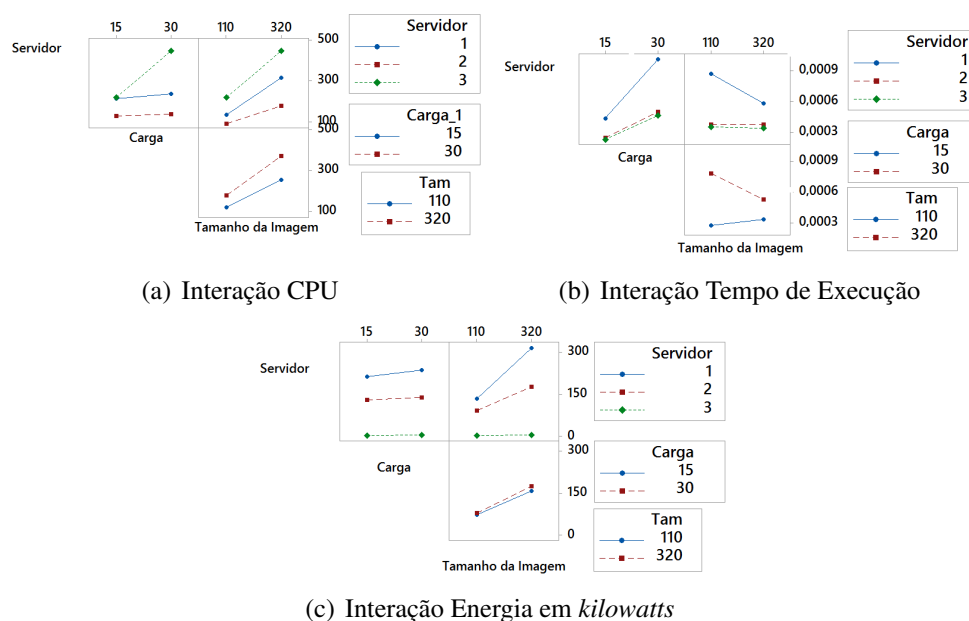 15 30 110 320
Servidor
500
300
100
Servidor
1
2
3
Carga
500
300
100
Carga_1
15
30
Tam
110
320
Tamanho da Imagem
(a) Interação CPU
15 30 110 320
Servidor
0,0009
0,0006
0,0003
Servidor
1
2
3
Carga
0,0009
0,0006
0,0003
Carga
15
30
Tam
110
320
Tamanho da Imagem
(b) Interação Tempo de Execução
15 30 110 320
Servidor
300
150
0
Servidor
1
2
3
Carga
300
150
0
Carga
15
30
Tam
110
320
Tamanho da Imagem
(c) Interação Energia em kilowatts